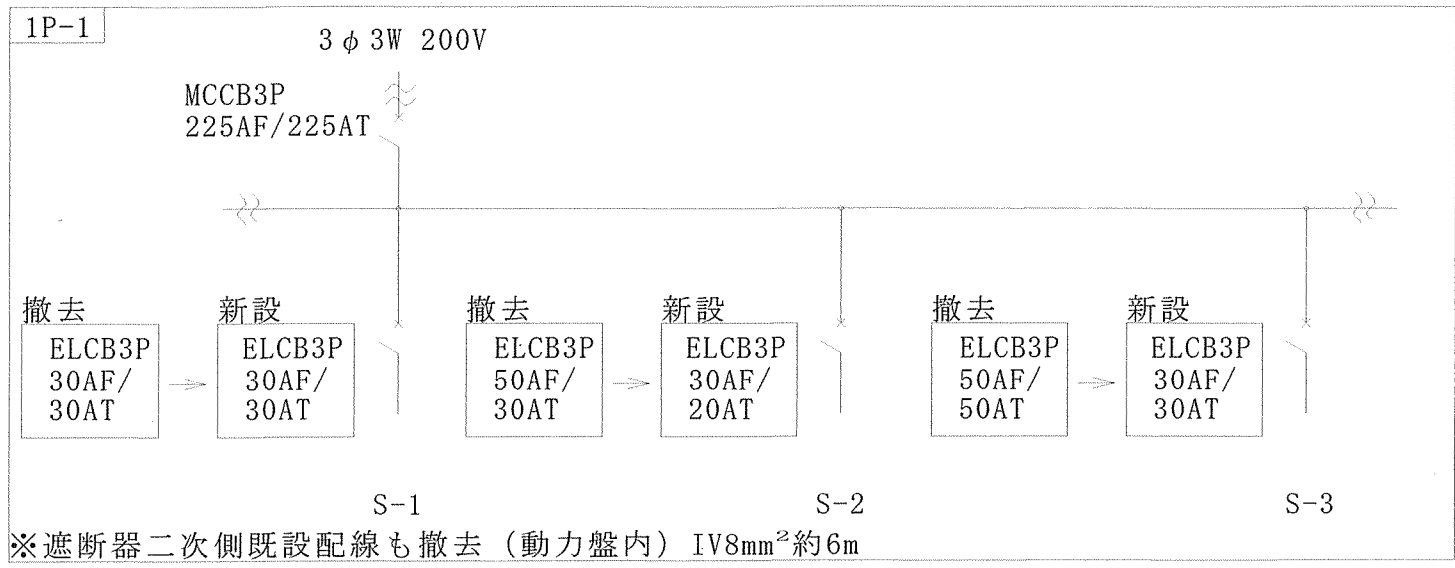 1P-1
3φ3W 200V
MCCB3P
225AF/225AT
撤去
ELCB3P
30AF/
30AT
新設
ELCB3P
30AF/
30AT
撤去
ELCB3P
50AF/
30AT
新設
ELCB3P
30AF/
20AT
撤去
ELCB3P
50AF/
50AT
新設
ELCB3P
30AF/
30AT
S-1
S-2
S-3
※遮断器二次側既設配線も撤去（動力盤内）IV8mm²約6m